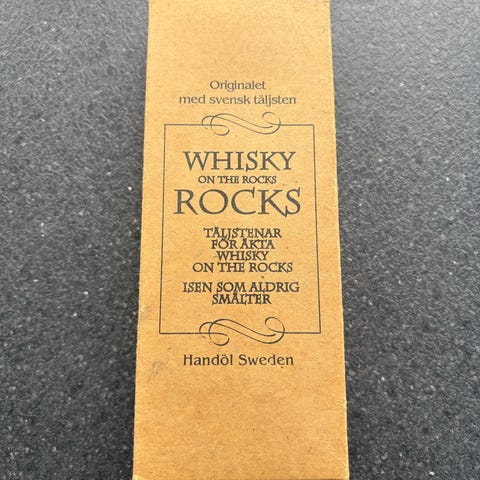 Originalet
med svensk täljsten
WHISKY
ON THE ROCKS
ROCKS
TÄLJSTENAR
FÖR ÄKTA
WHISKY
ON THE ROCKS
ISEN SOM ALDRIG
SMÄLTER
Handöl Sweden